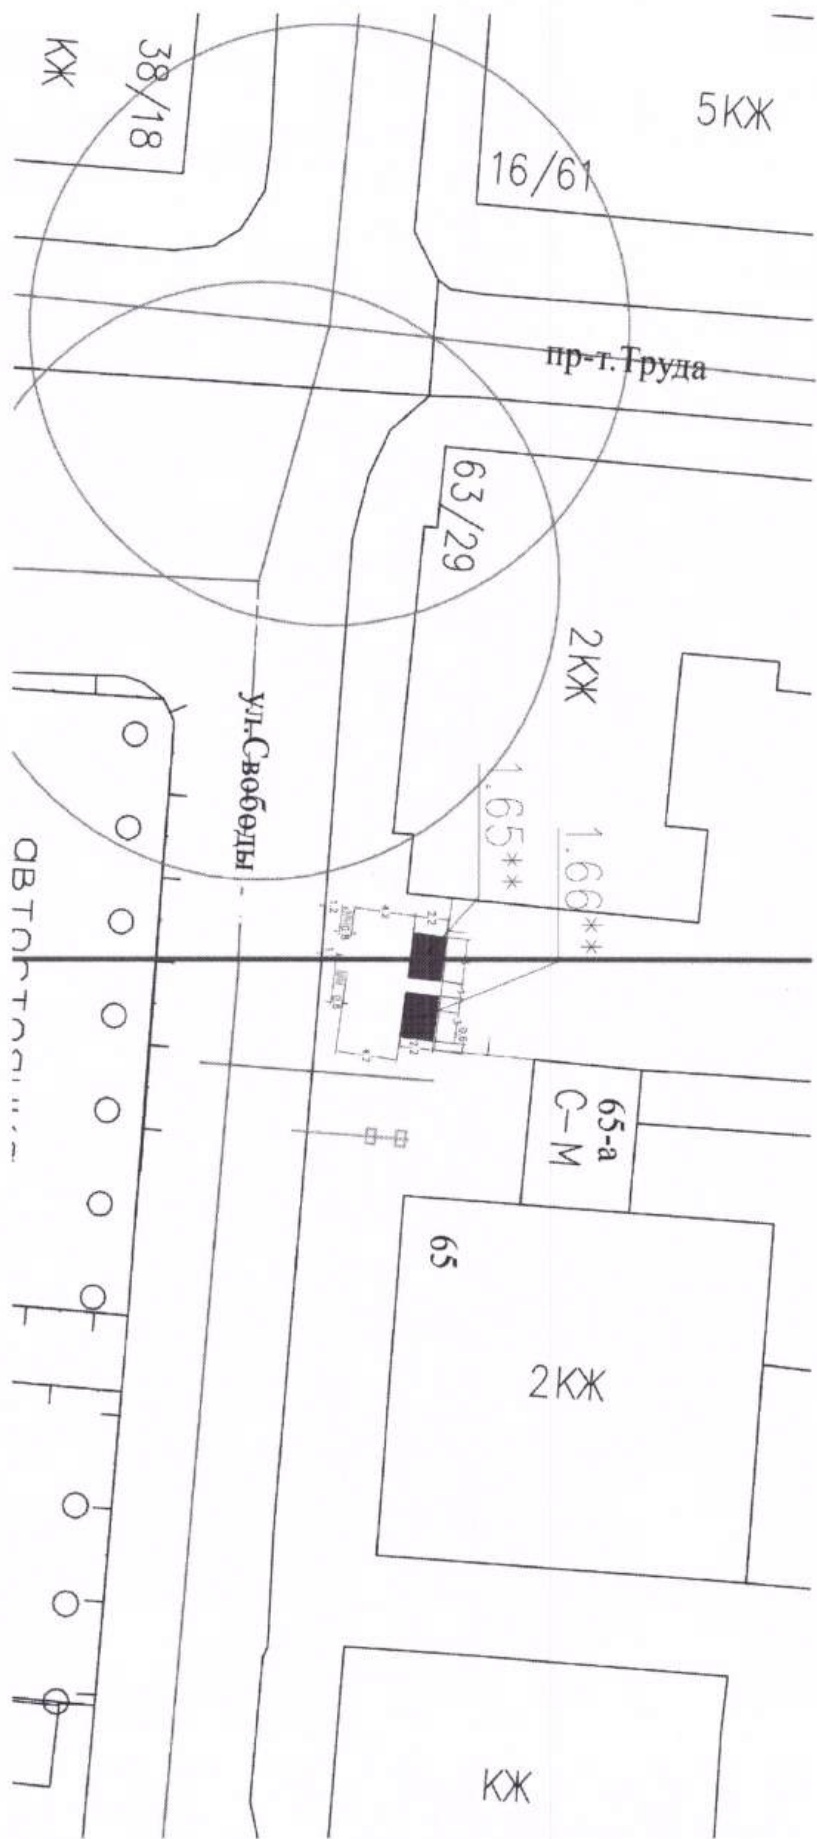 5КЖ
16/61
38/18
КЖ
пр-т.Труда
63/29
2КЖ
ул.Свободы
1.65**
1.66**
65-а
С-М
65
2КЖ
КЖ